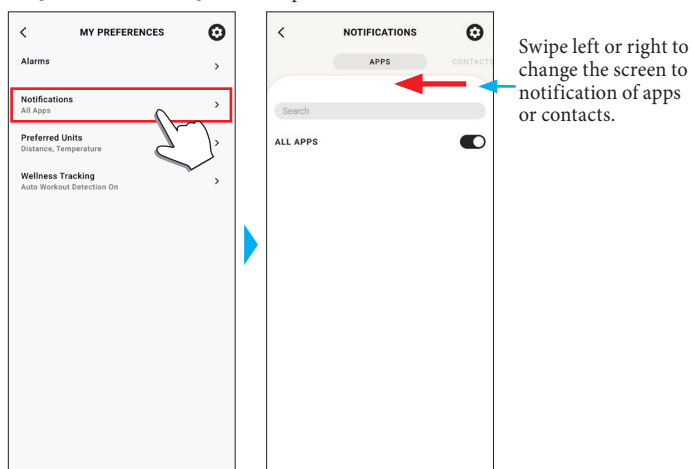 MY PREFERENCES
Alarms
Notifications
All Apps
Preferred Units
Distance, Temperature
Wellness Tracking
Auto Workout Detection On
NOTIFICATIONS
APPS
CONTACTS
Search
ALL APPS
Swipe left or right to
change the screen to
notification of apps
or contacts.